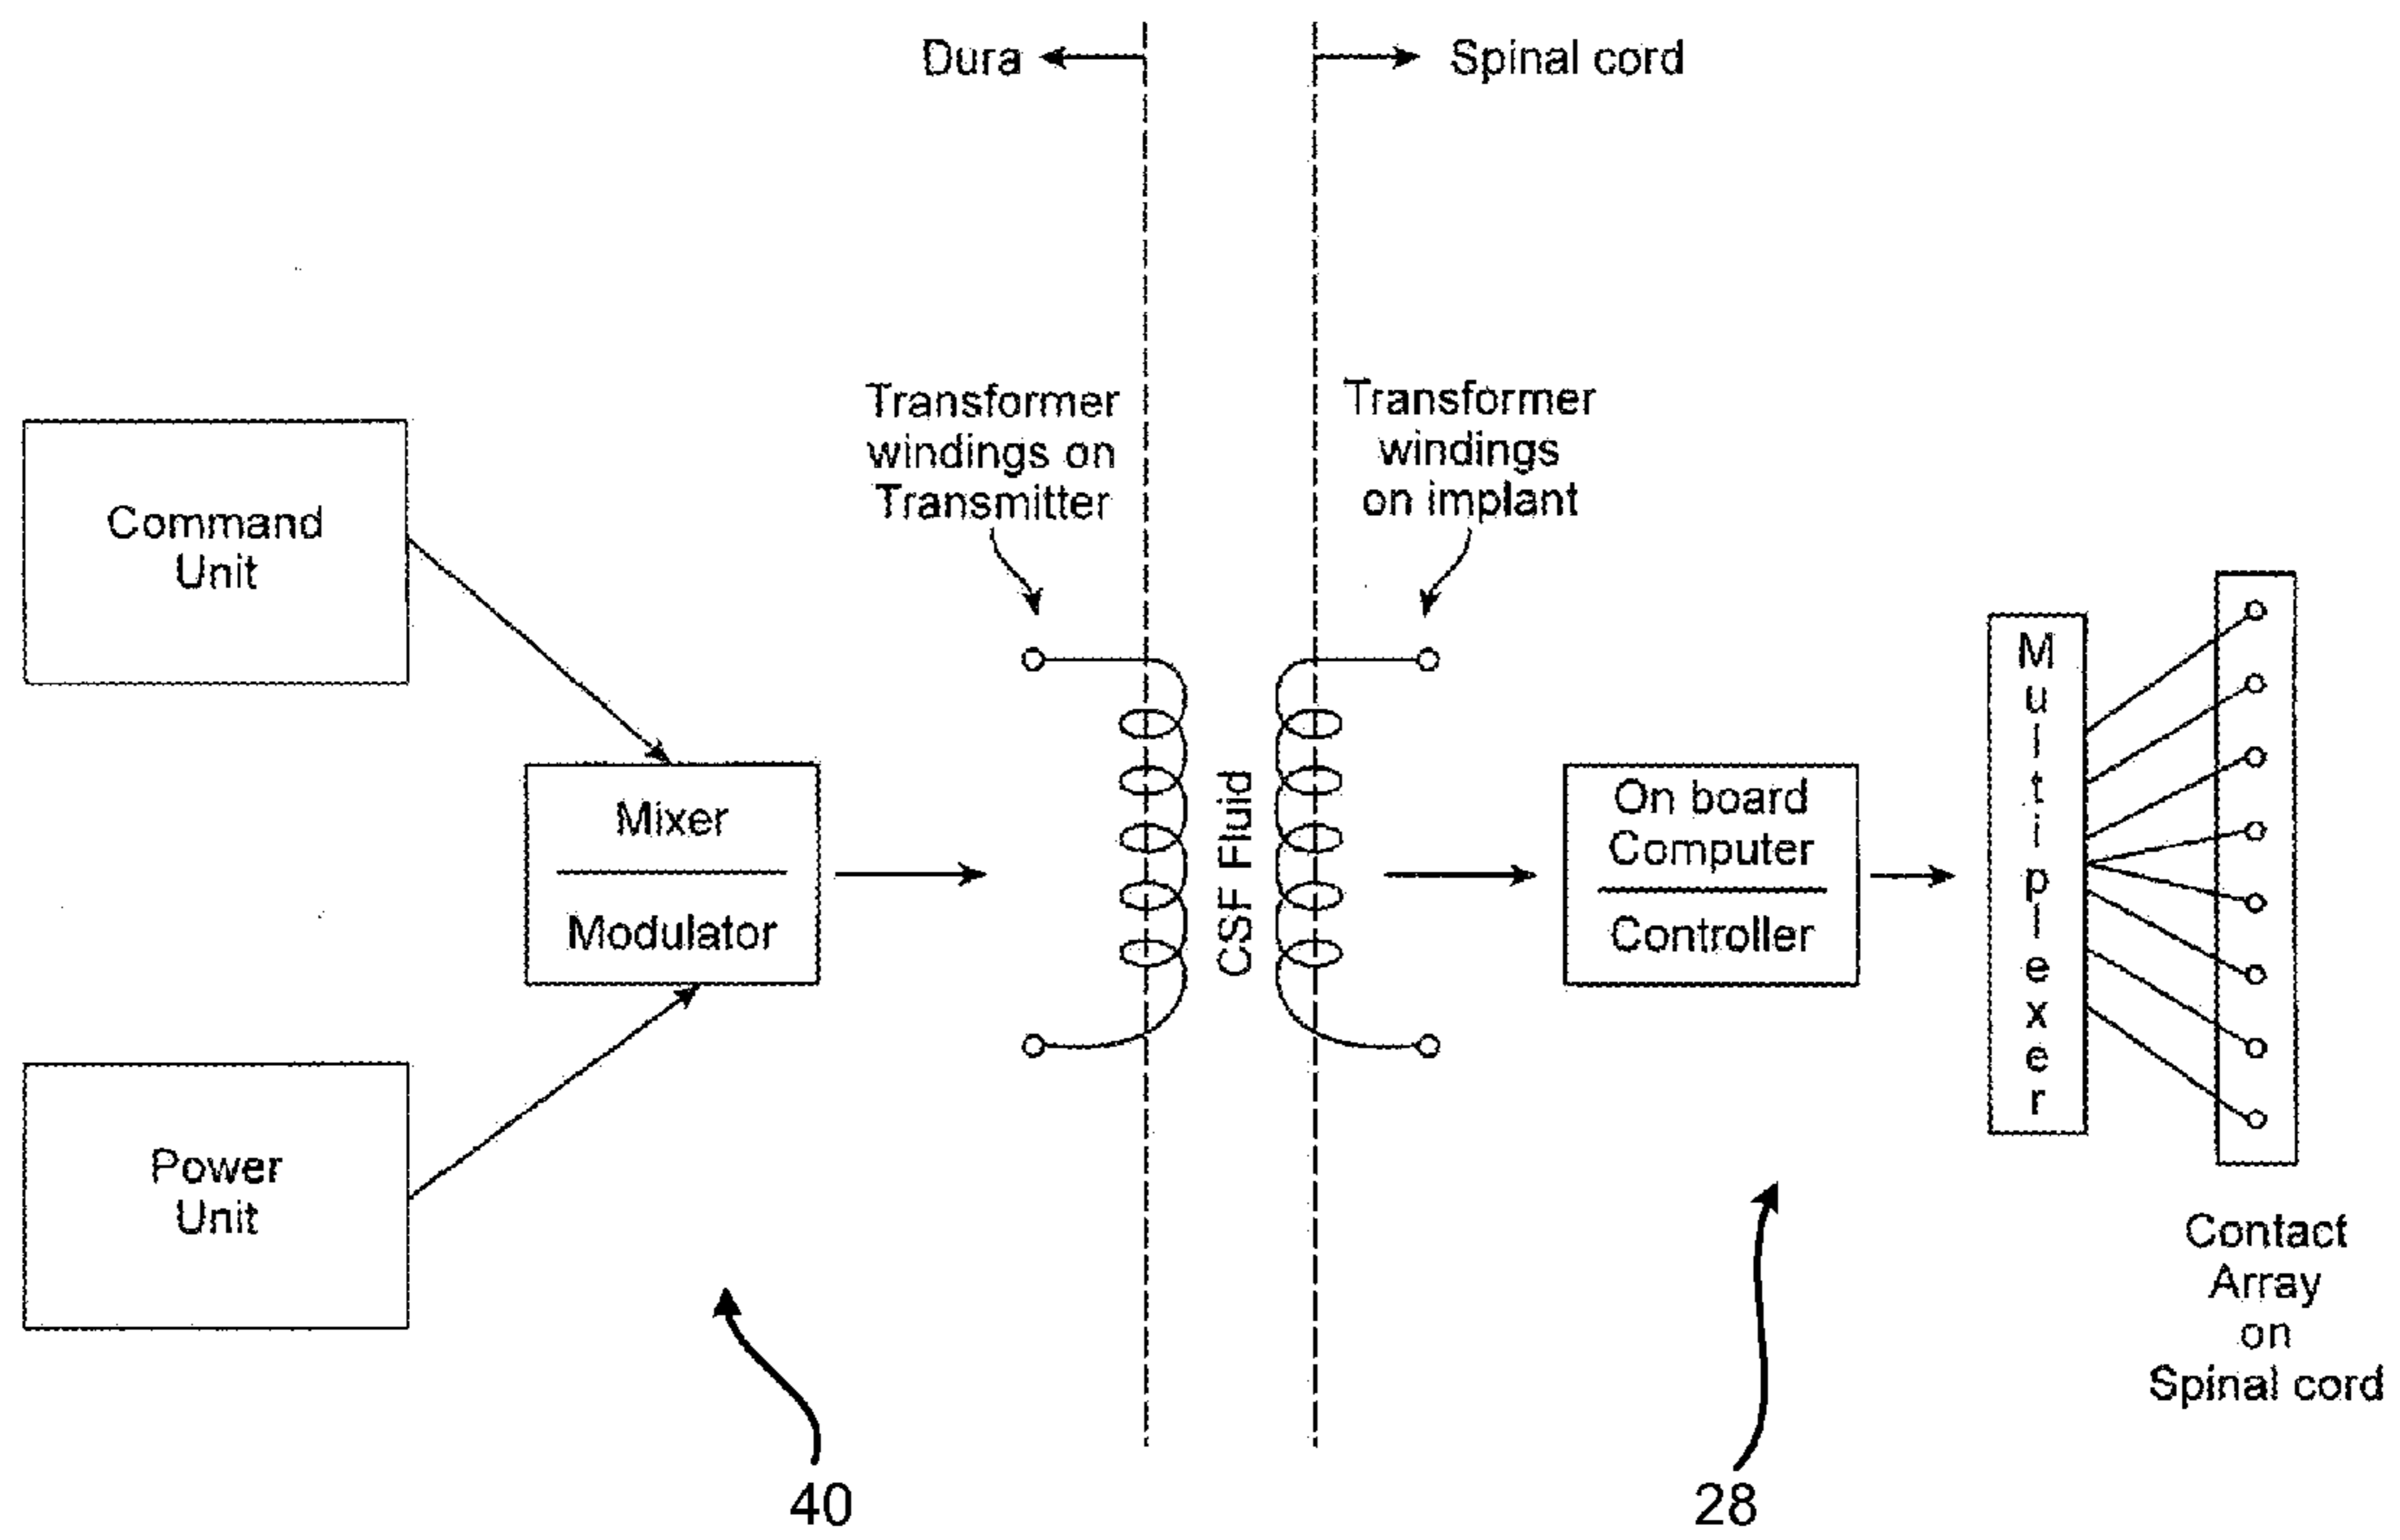 Dura
Spinal cord
Transformer
windings on
Transmitter
Transformer
windings
on implant
Command
Unit
Mixer
Modulator
CSF Fluid
On board
Computer
Controller
Multiplexer
Power
Unit
Contact
Array
on
Spinal cord
40
28